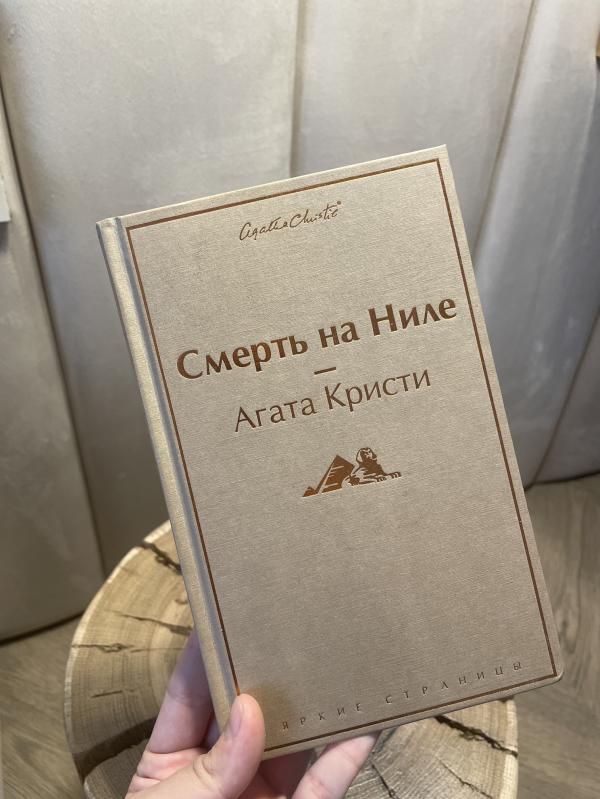 Agatha Christie®
Смерть на Ниле
Агата Кристи
ЯРКИЕ СТРАНИЦЫ